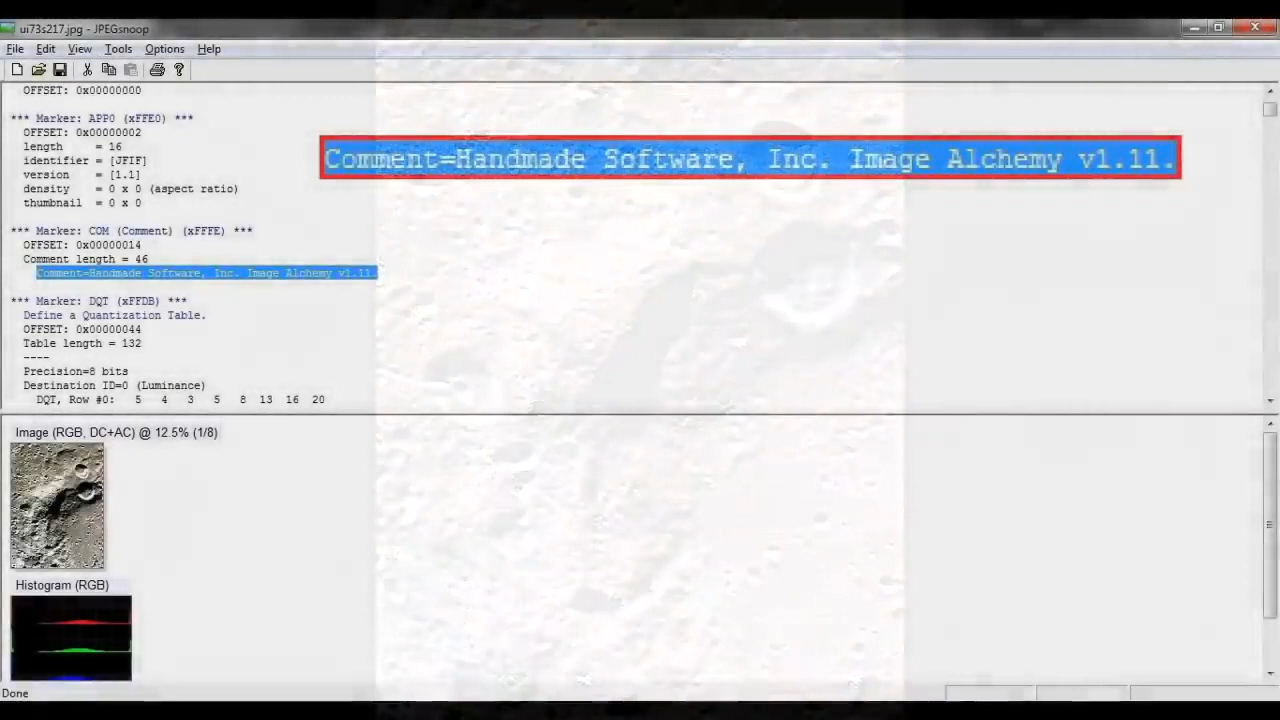 ui73s217.jpg - JPEGsnoop
File Edit View Tools Options Help
OFFSET: 0x00000000
*** Marker: APP0 (xFFE0) ***
OFFSET: 0x00000002
length = 16
identifier = [JFIF]
version = [1.1]
density = 0 x 0 (aspect ratio)
thumbnail = 0 x 0
Comment=Handmade Software, Inc. Image Alchemy v1.11.
*** Marker: COM (Comment) (xFFFE) ***
OFFSET: 0x00000014
Comment length = 46
Comment=Handmade Software, Inc. Image Alchemy v1.11.
*** Marker: DQT (xFFDB) ***
Define a Quantization Table.
OFFSET: 0x00000044
Table length = 132
----
Precision=8 bits
Destination ID=0 (Luminance)
DQT, Row #0: 5 4 3 5 8 13 16 20
Image (RGB, DC+AC) @ 12.5% (1/8)
Histogram (RGB)
Done